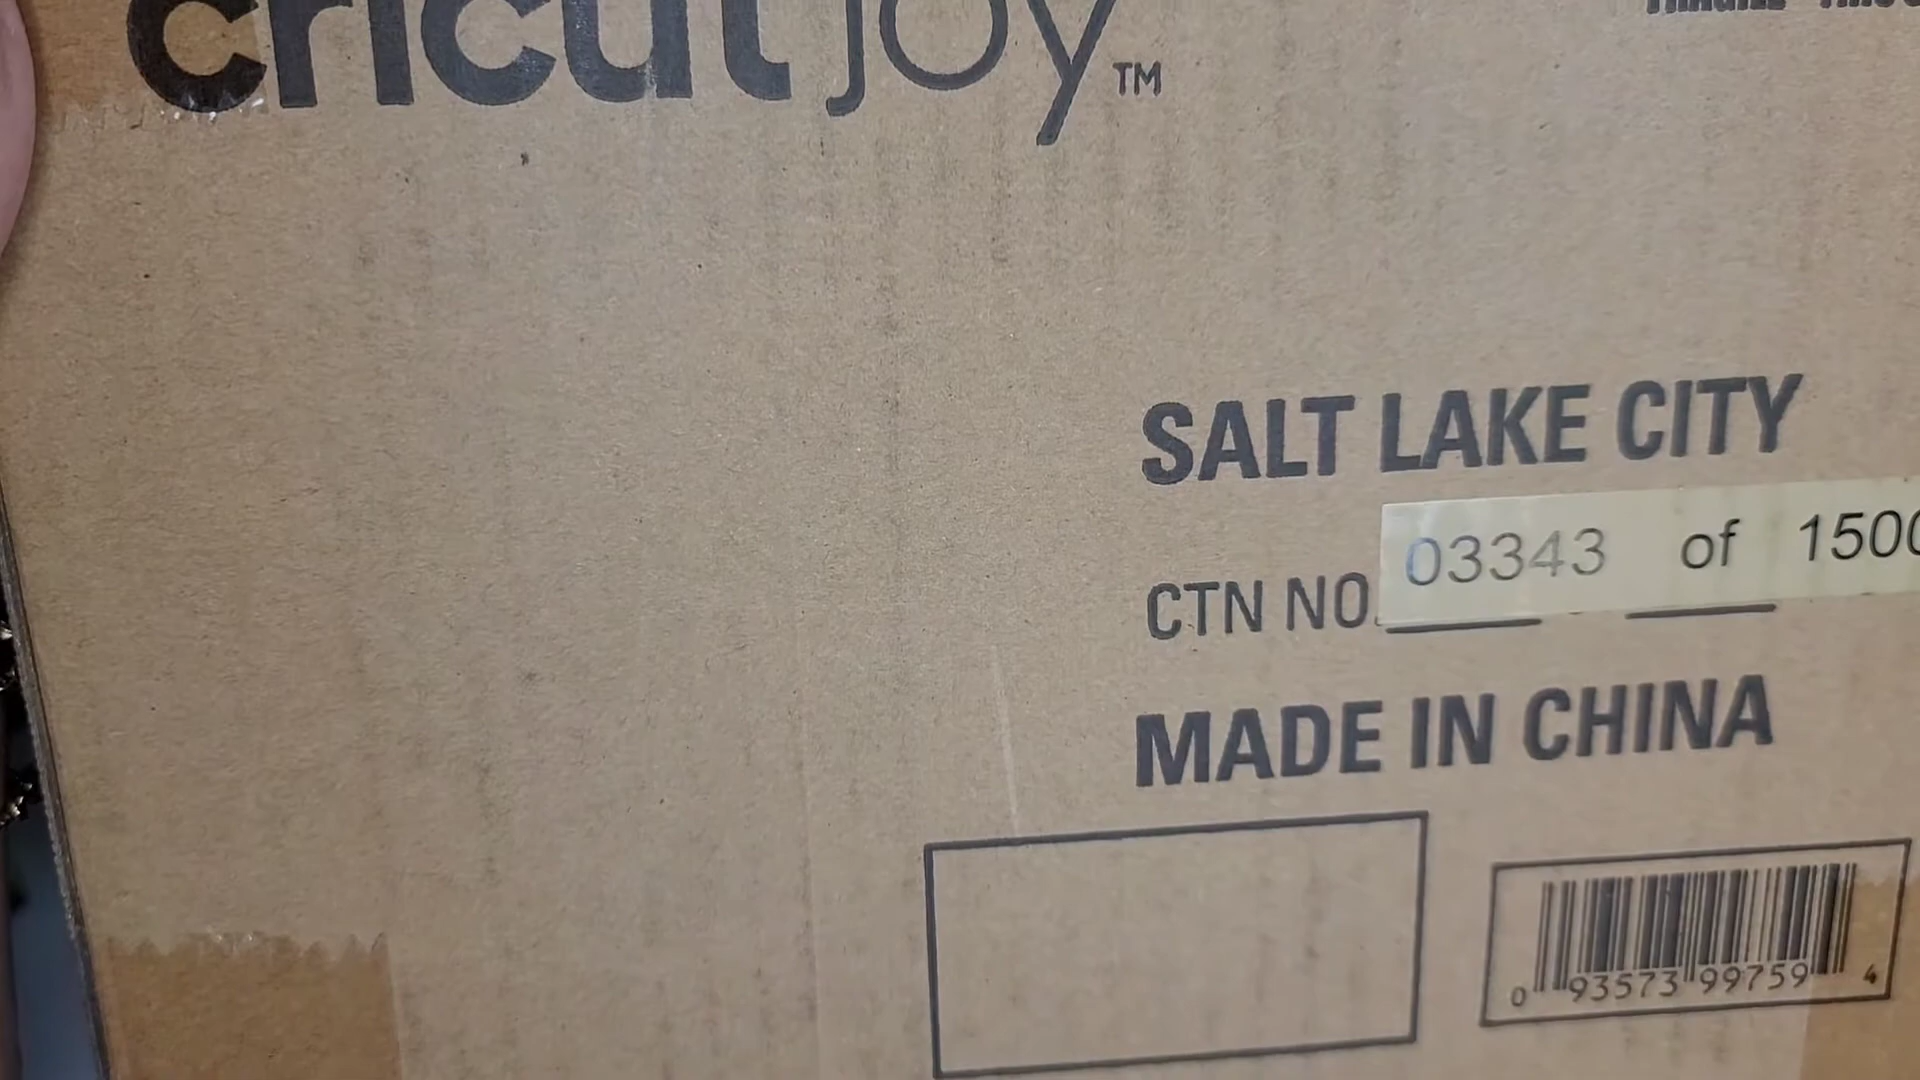 cricut joy™
SALT LAKE CITY
CTN NO. 03343 of 1500
MADE IN CHINA
0 93573 99759 4